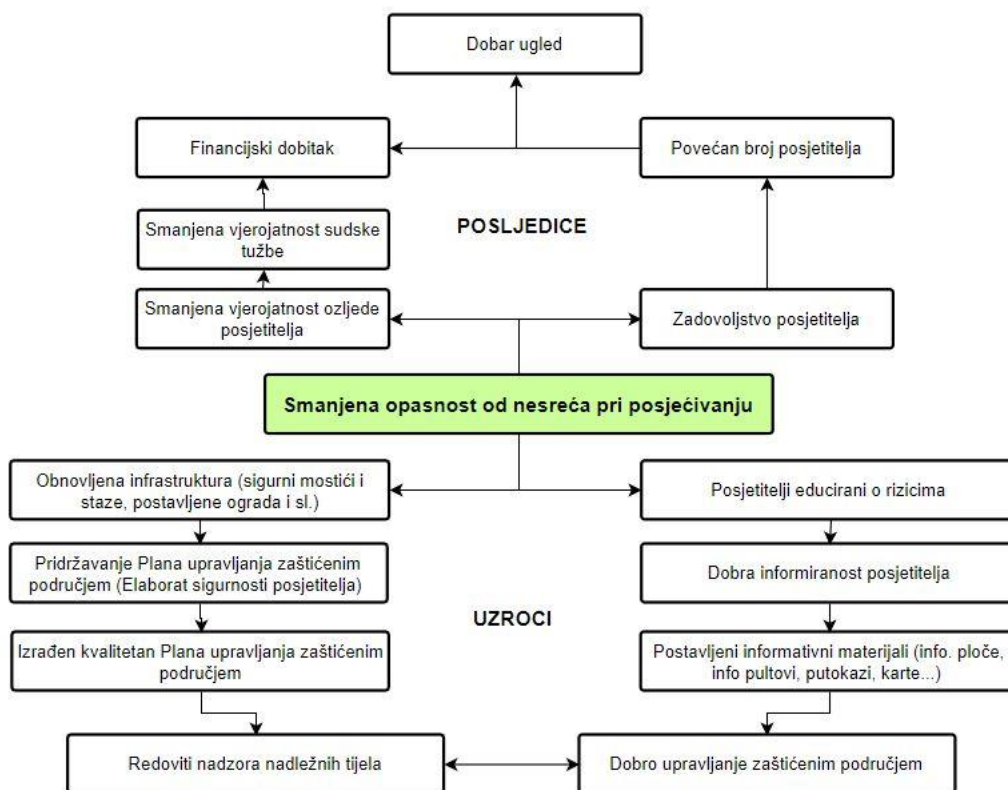 Dobar ugled
Financijski dobitak
Povećan broj posjetitelja
POSLJEDICE
Smanjena vjerojatnost sudske
tužbe
Smanjena vjerojatnost ozljede
posjetitelja
Zadovoljstvo posjetitelja
Smanjena opasnost od nesreća pri posjećivanju
Obnovljena infrastruktura (sigurni mostići i
staze, postavljene ograda i sl.)
Posjetitelji educirani o rizicima
Pridržavanje Plana upravljanja zaštićenim
područjem (Elaborat sigurnosti posjetitelja)
Dobra informiranost posjetitelja
UZROCI
Izrađen kvalitetan Plana upravljanja zaštićenim
područjem
Postavljeni informativni materijali (info. ploče,
info pultovi, putokazi, karte...)
Redoviti nadzora nadležnih tijela
Dobro upravljanje zaštićenim područjem